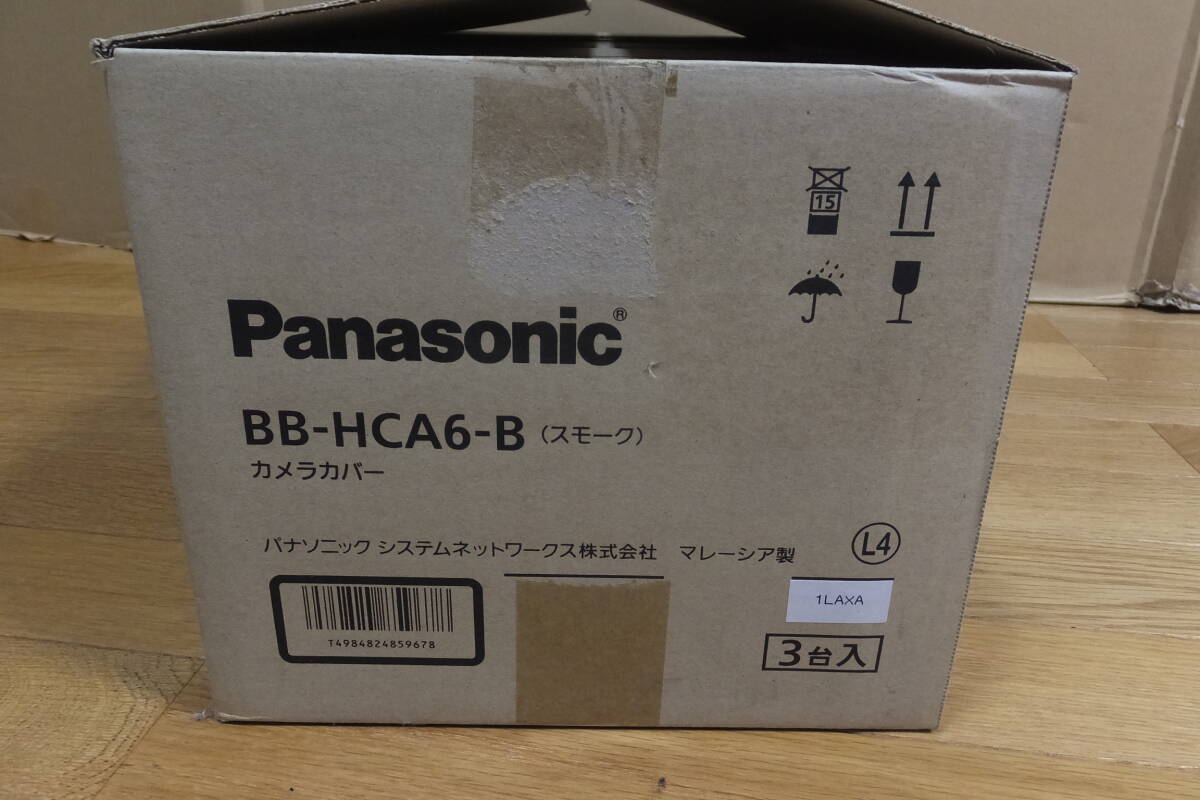 15
Panasonic®
BB-HCA6-B（スモーク）
カメラカバー
パナソニック システムネットワークス株式会社 マレーシア製
L4
1LAXA
T4984824859678
3台入